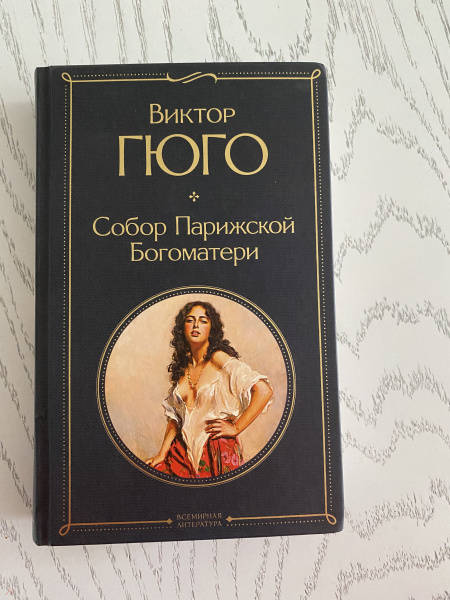 Виктор
ГЮГО
Собор Парижской
Богоматери
ВСЕМИРНАЯ
ЛИТЕРАТУРА